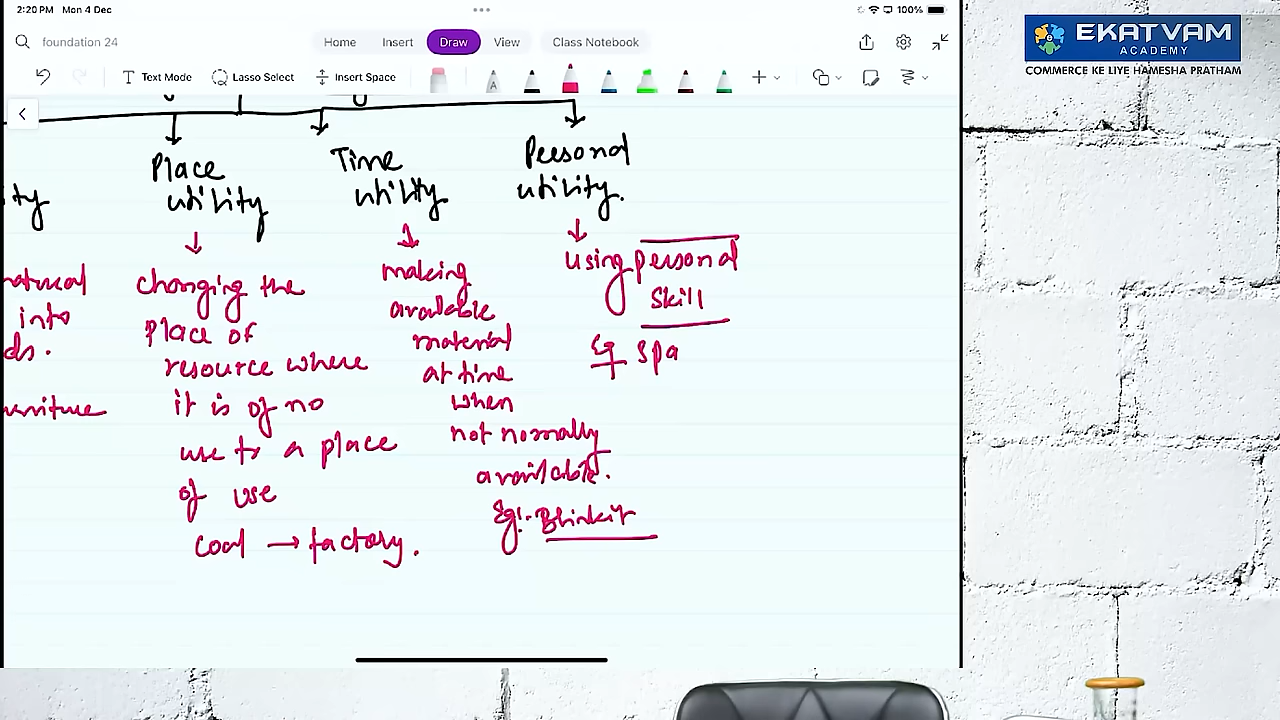 2:20 PM Mon 4 Dec
100%
foundation 24
Home Insert Draw View Class Notebook
Text Mode Lasso Select Insert Space
EKATVAM
ACADEMY
COMMERCE KE LIYE HAMESHA PRATHAM
ity
natural
into
ds.
urniture
Place
utility
changing the
place of
resource where
it is of no
use to a place
of use
coal → factory.
Time
utility
making
available
material
at time
when
not normally
available.
Eg:- Blinkit
Personal
utility.
using personal
skill
Eg Spa